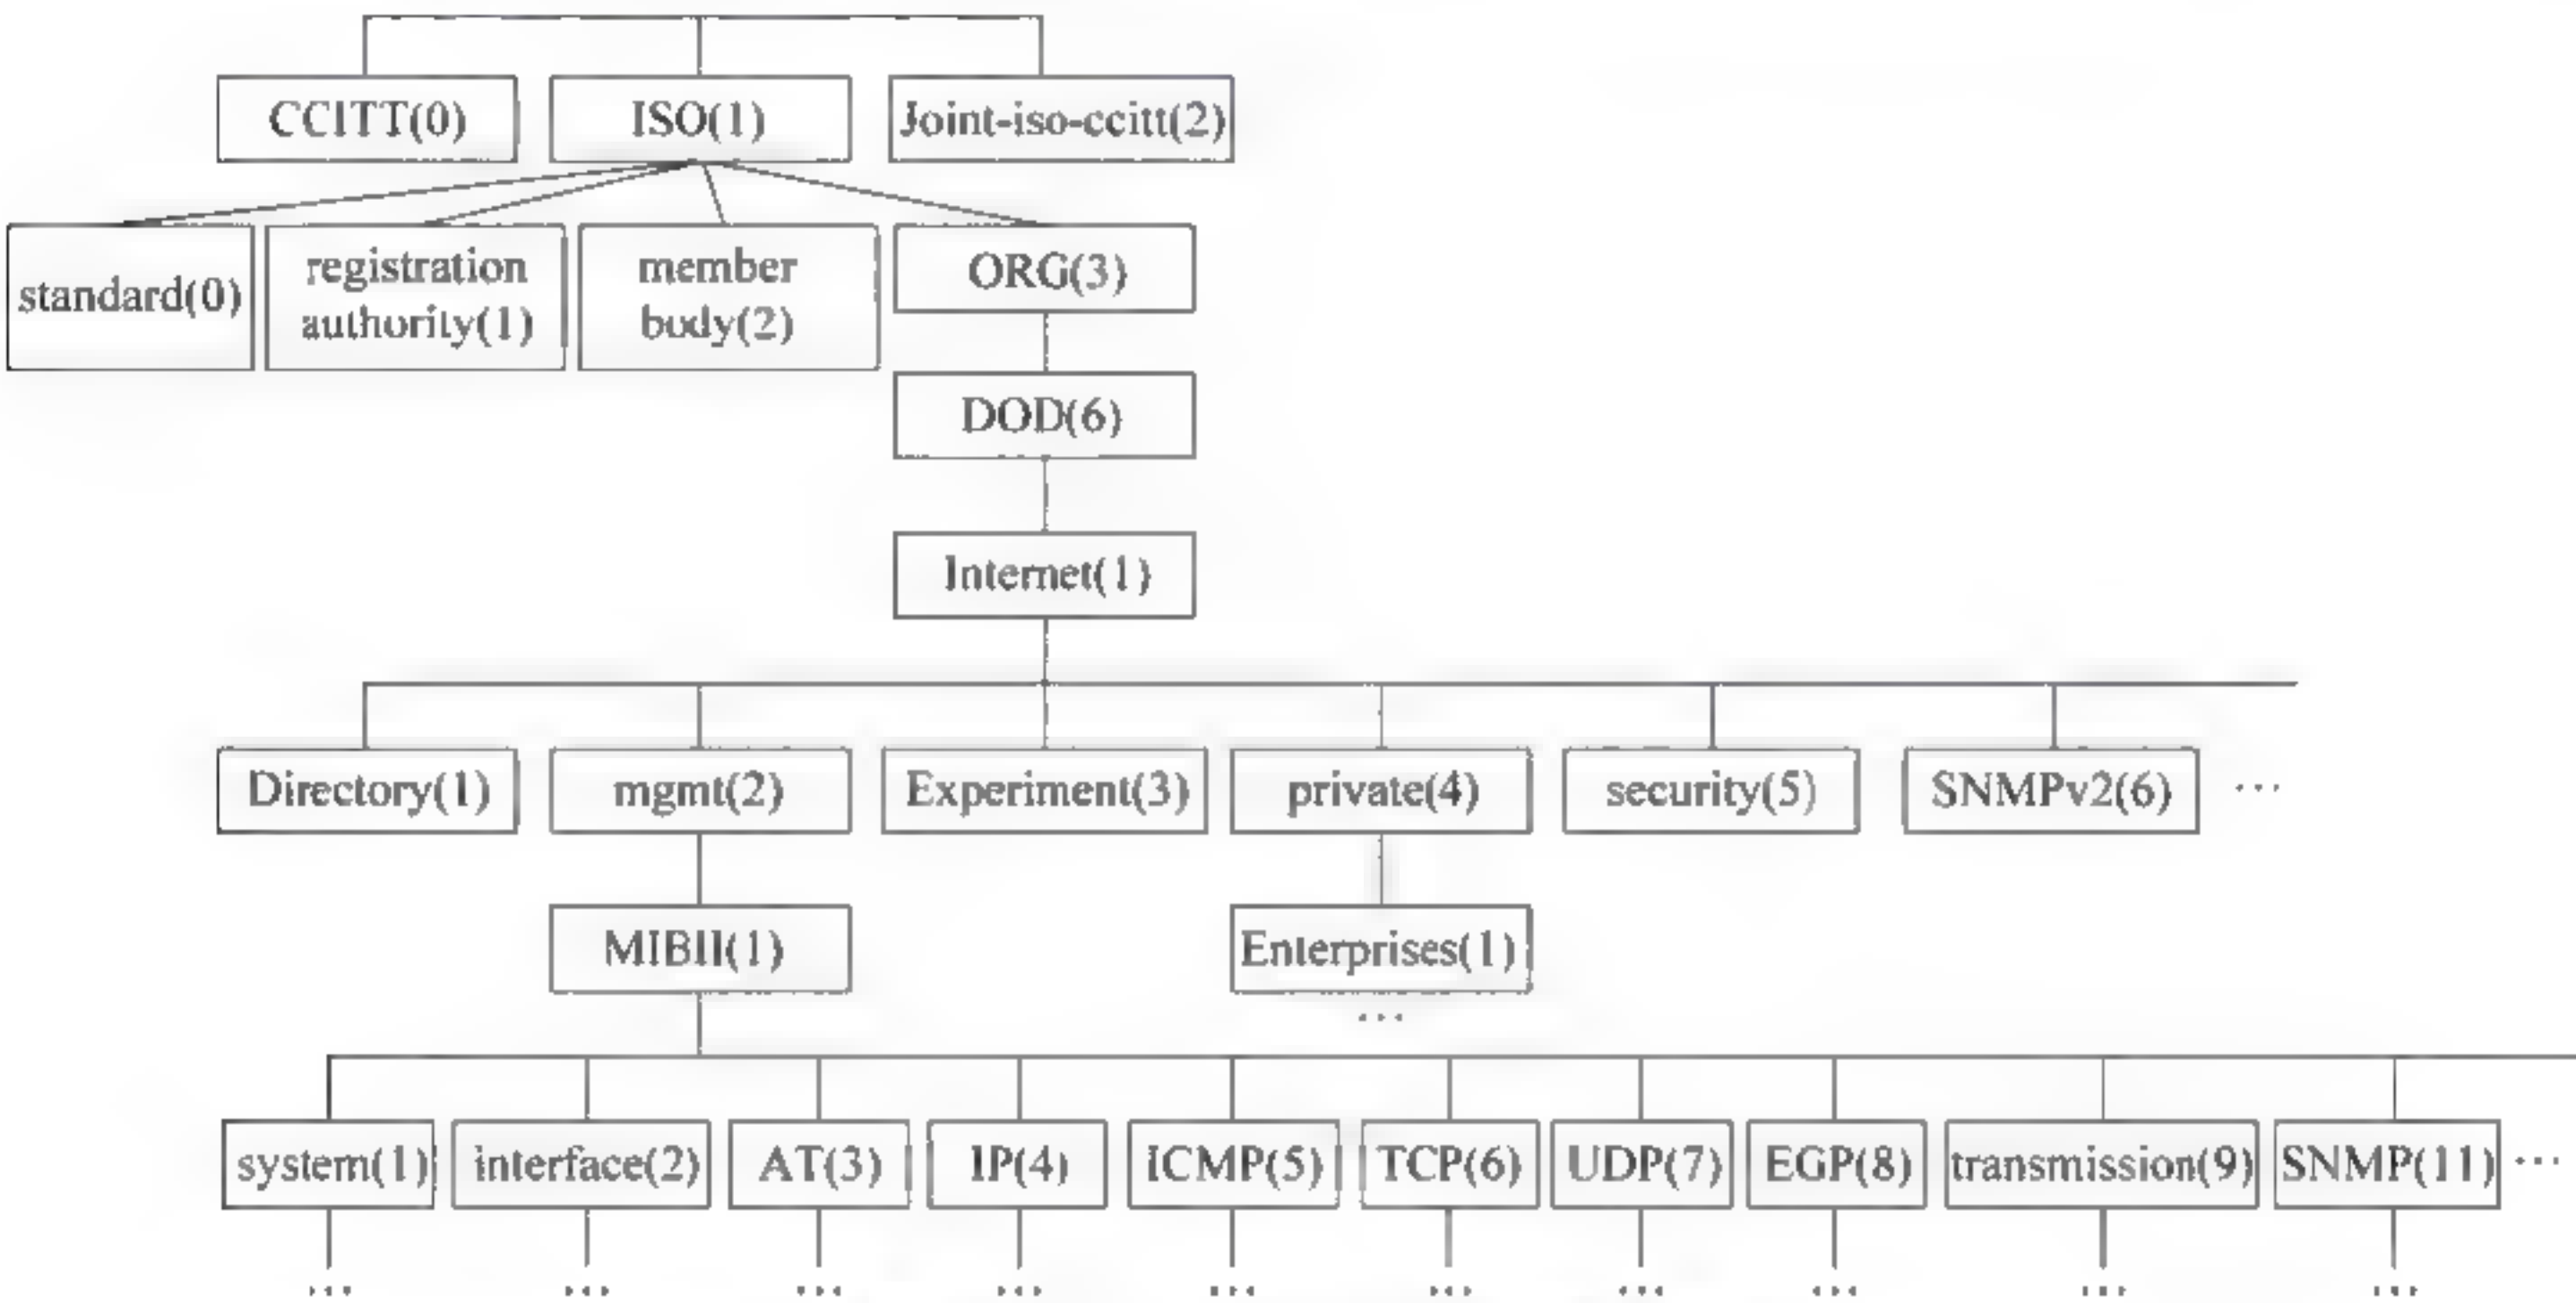 CCITT(0) ISO(1) Joint-iso-ccitt(2)
standard(0) registration authority(1) member body(2) ORG(3)
DOD(6)
Internet(1)
Directory(1) mgmt(2) Experiment(3) private(4) security(5) SNMPv2(6) ...
MIBII(1) Enterprises(1)
...
system(1) interface(2) AT(3) IP(4) ICMP(5) TCP(6) UDP(7) EGP(8) transmission(9) SNMP(11) ...
... ... ... ... ... ... ... ... ... ...